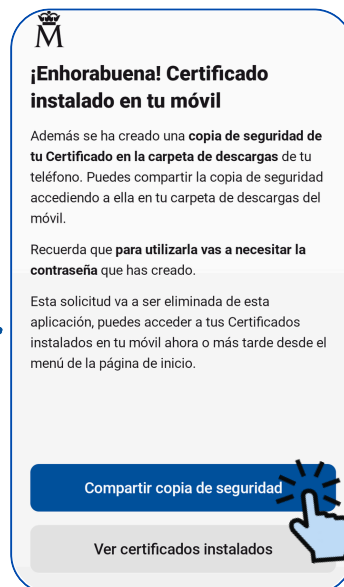 M
¡Enhorabuena! Certificado
instalado en tu móvil
Además se ha creado una copia de seguridad de
tu Certificado en la carpeta de descargas de tu
teléfono. Puedes compartir la copia de seguridad
accediendo a ella en tu carpeta de descargas del
móvil.
Recuerda que para utilizarla vas a necesitar la
contraseña que has creado.
Esta solicitud va a ser eliminada de esta
aplicación, puedes acceder a tus Certificados
instalados en tu móvil ahora o más tarde desde el
menú de la página de inicio.
Compartir copia de seguridad
Ver certificados instalados